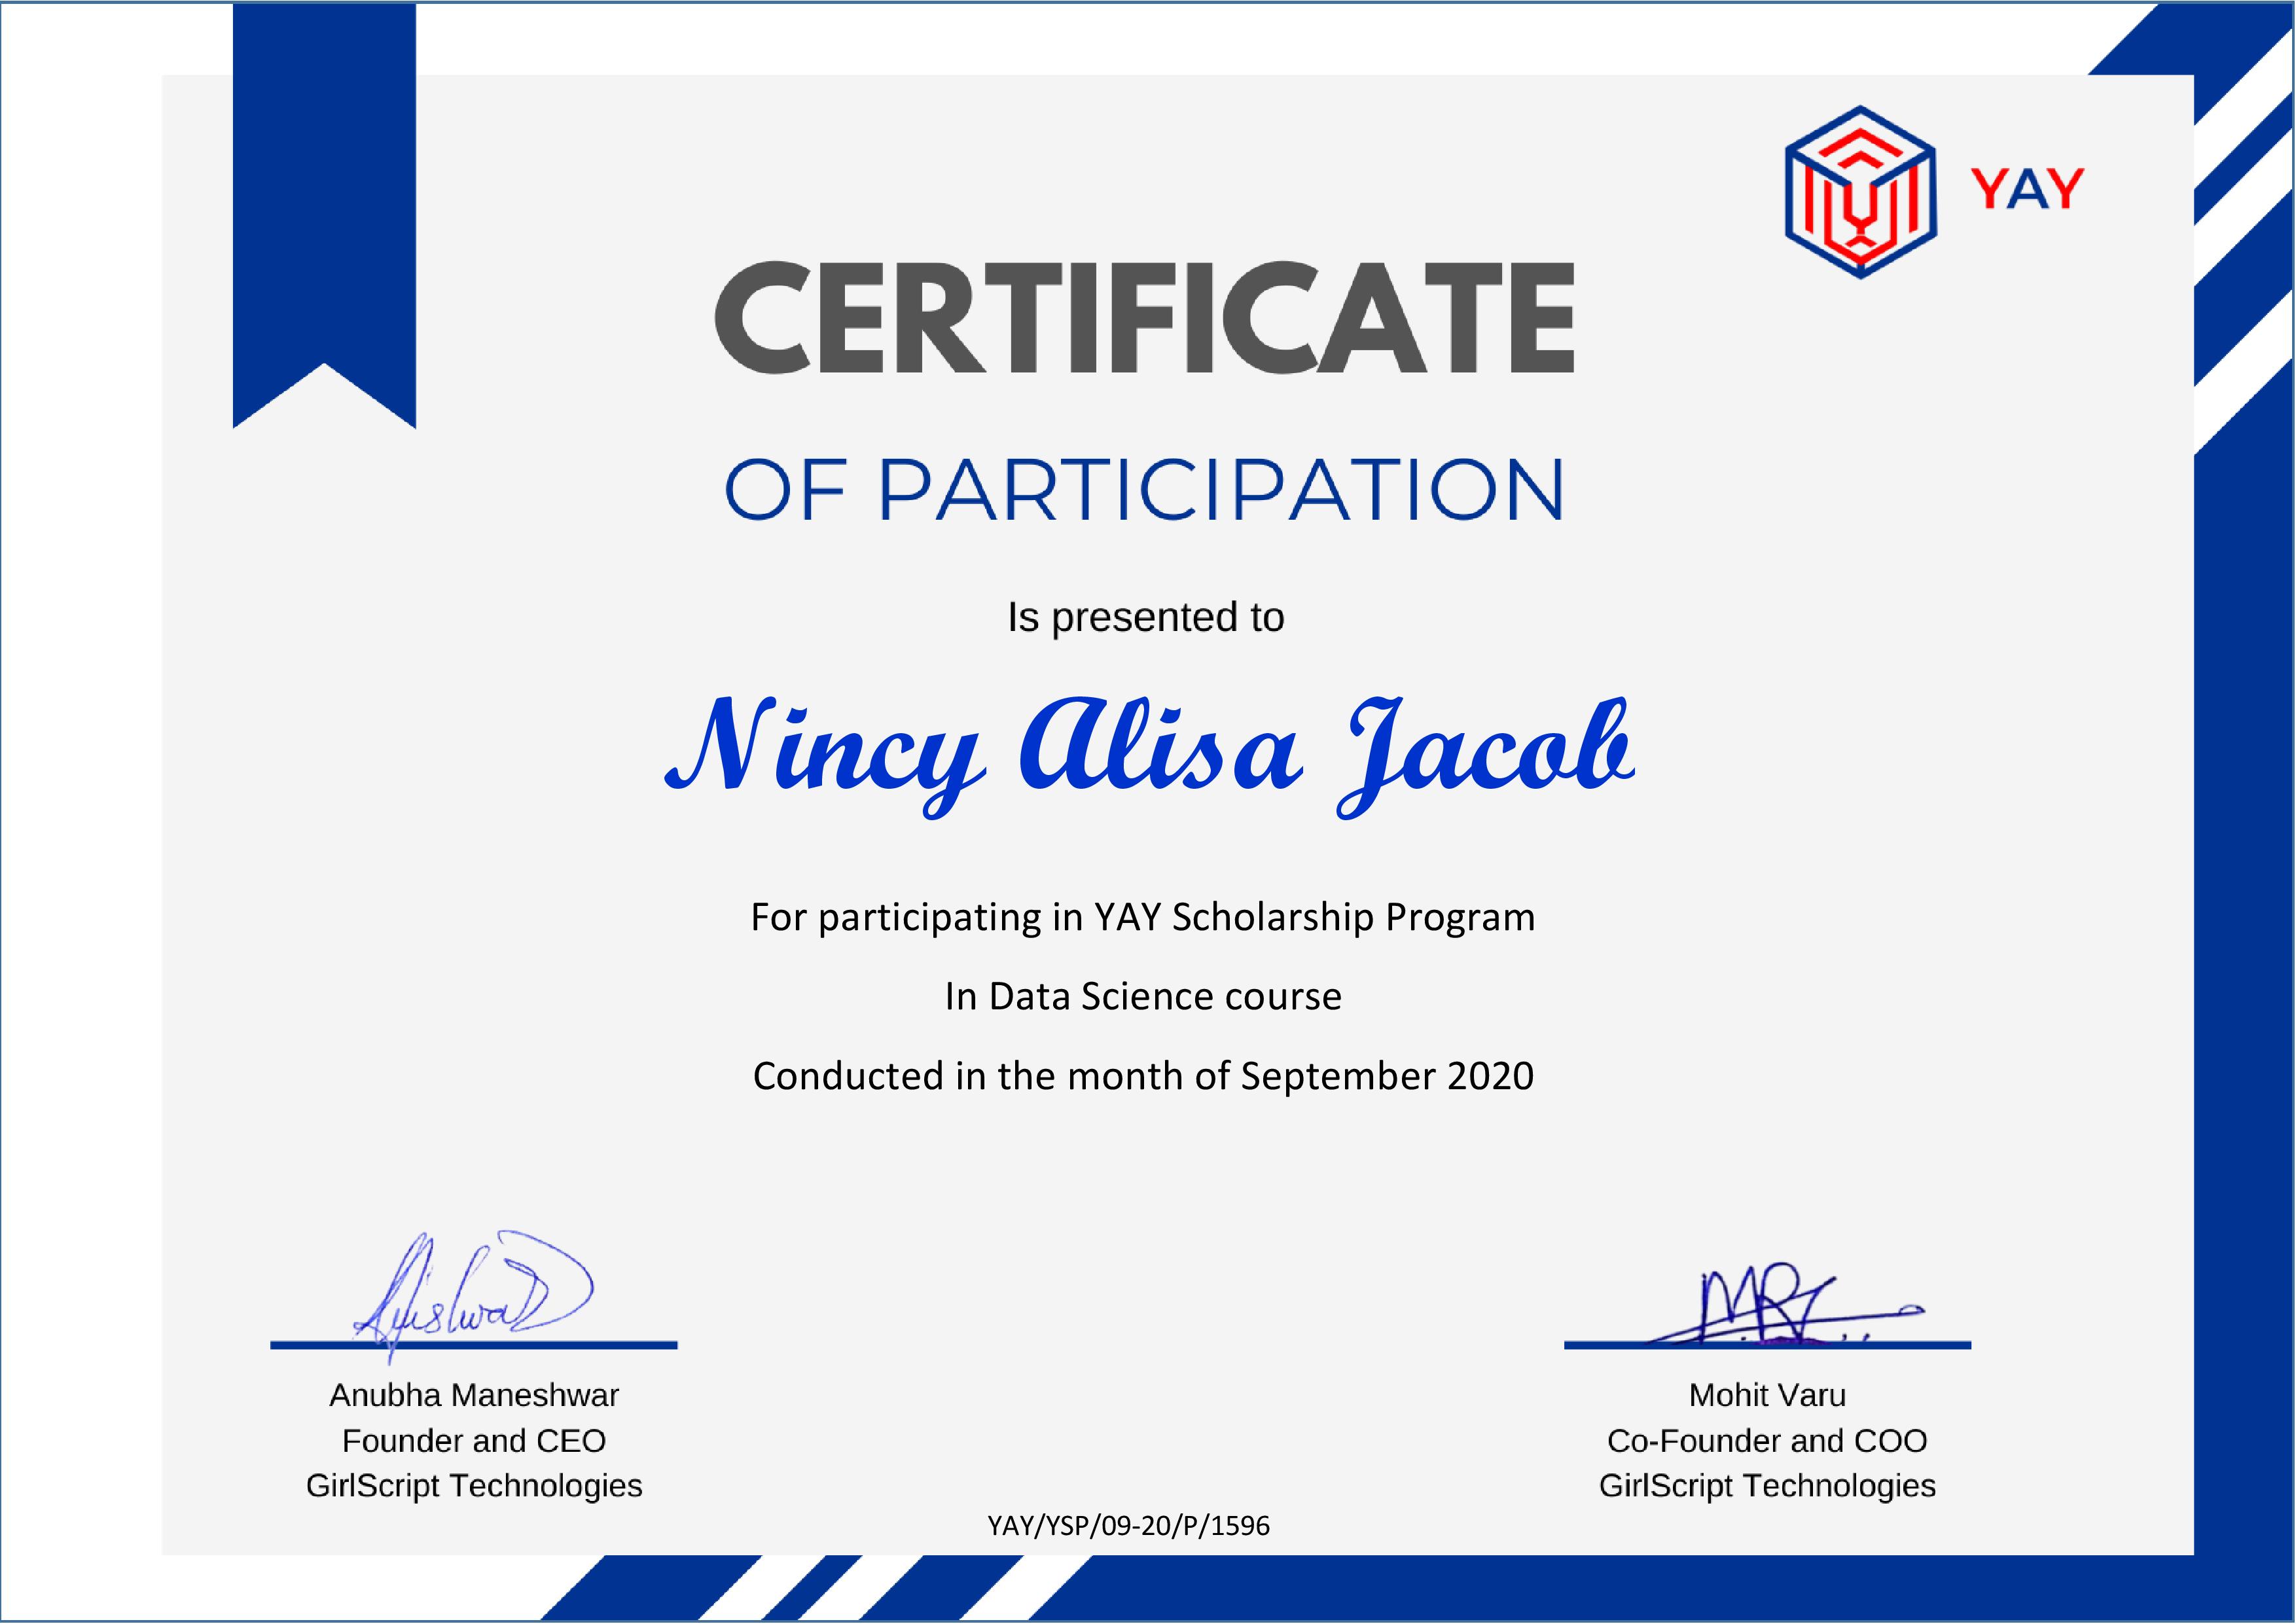 YAY
CERTIFICATE
OF PARTICIPATION
Is presented to
Nincy Alisa Jacob
For participating in YAY Scholarship Program
In Data Science course
Conducted in the month of September 2020
Anubha Maneshwar
Founder and CEO
GirlScript Technologies
Mohit Varu
Co-Founder and COO
GirlScript Technologies
YAY/YSP/09-20/P/1596